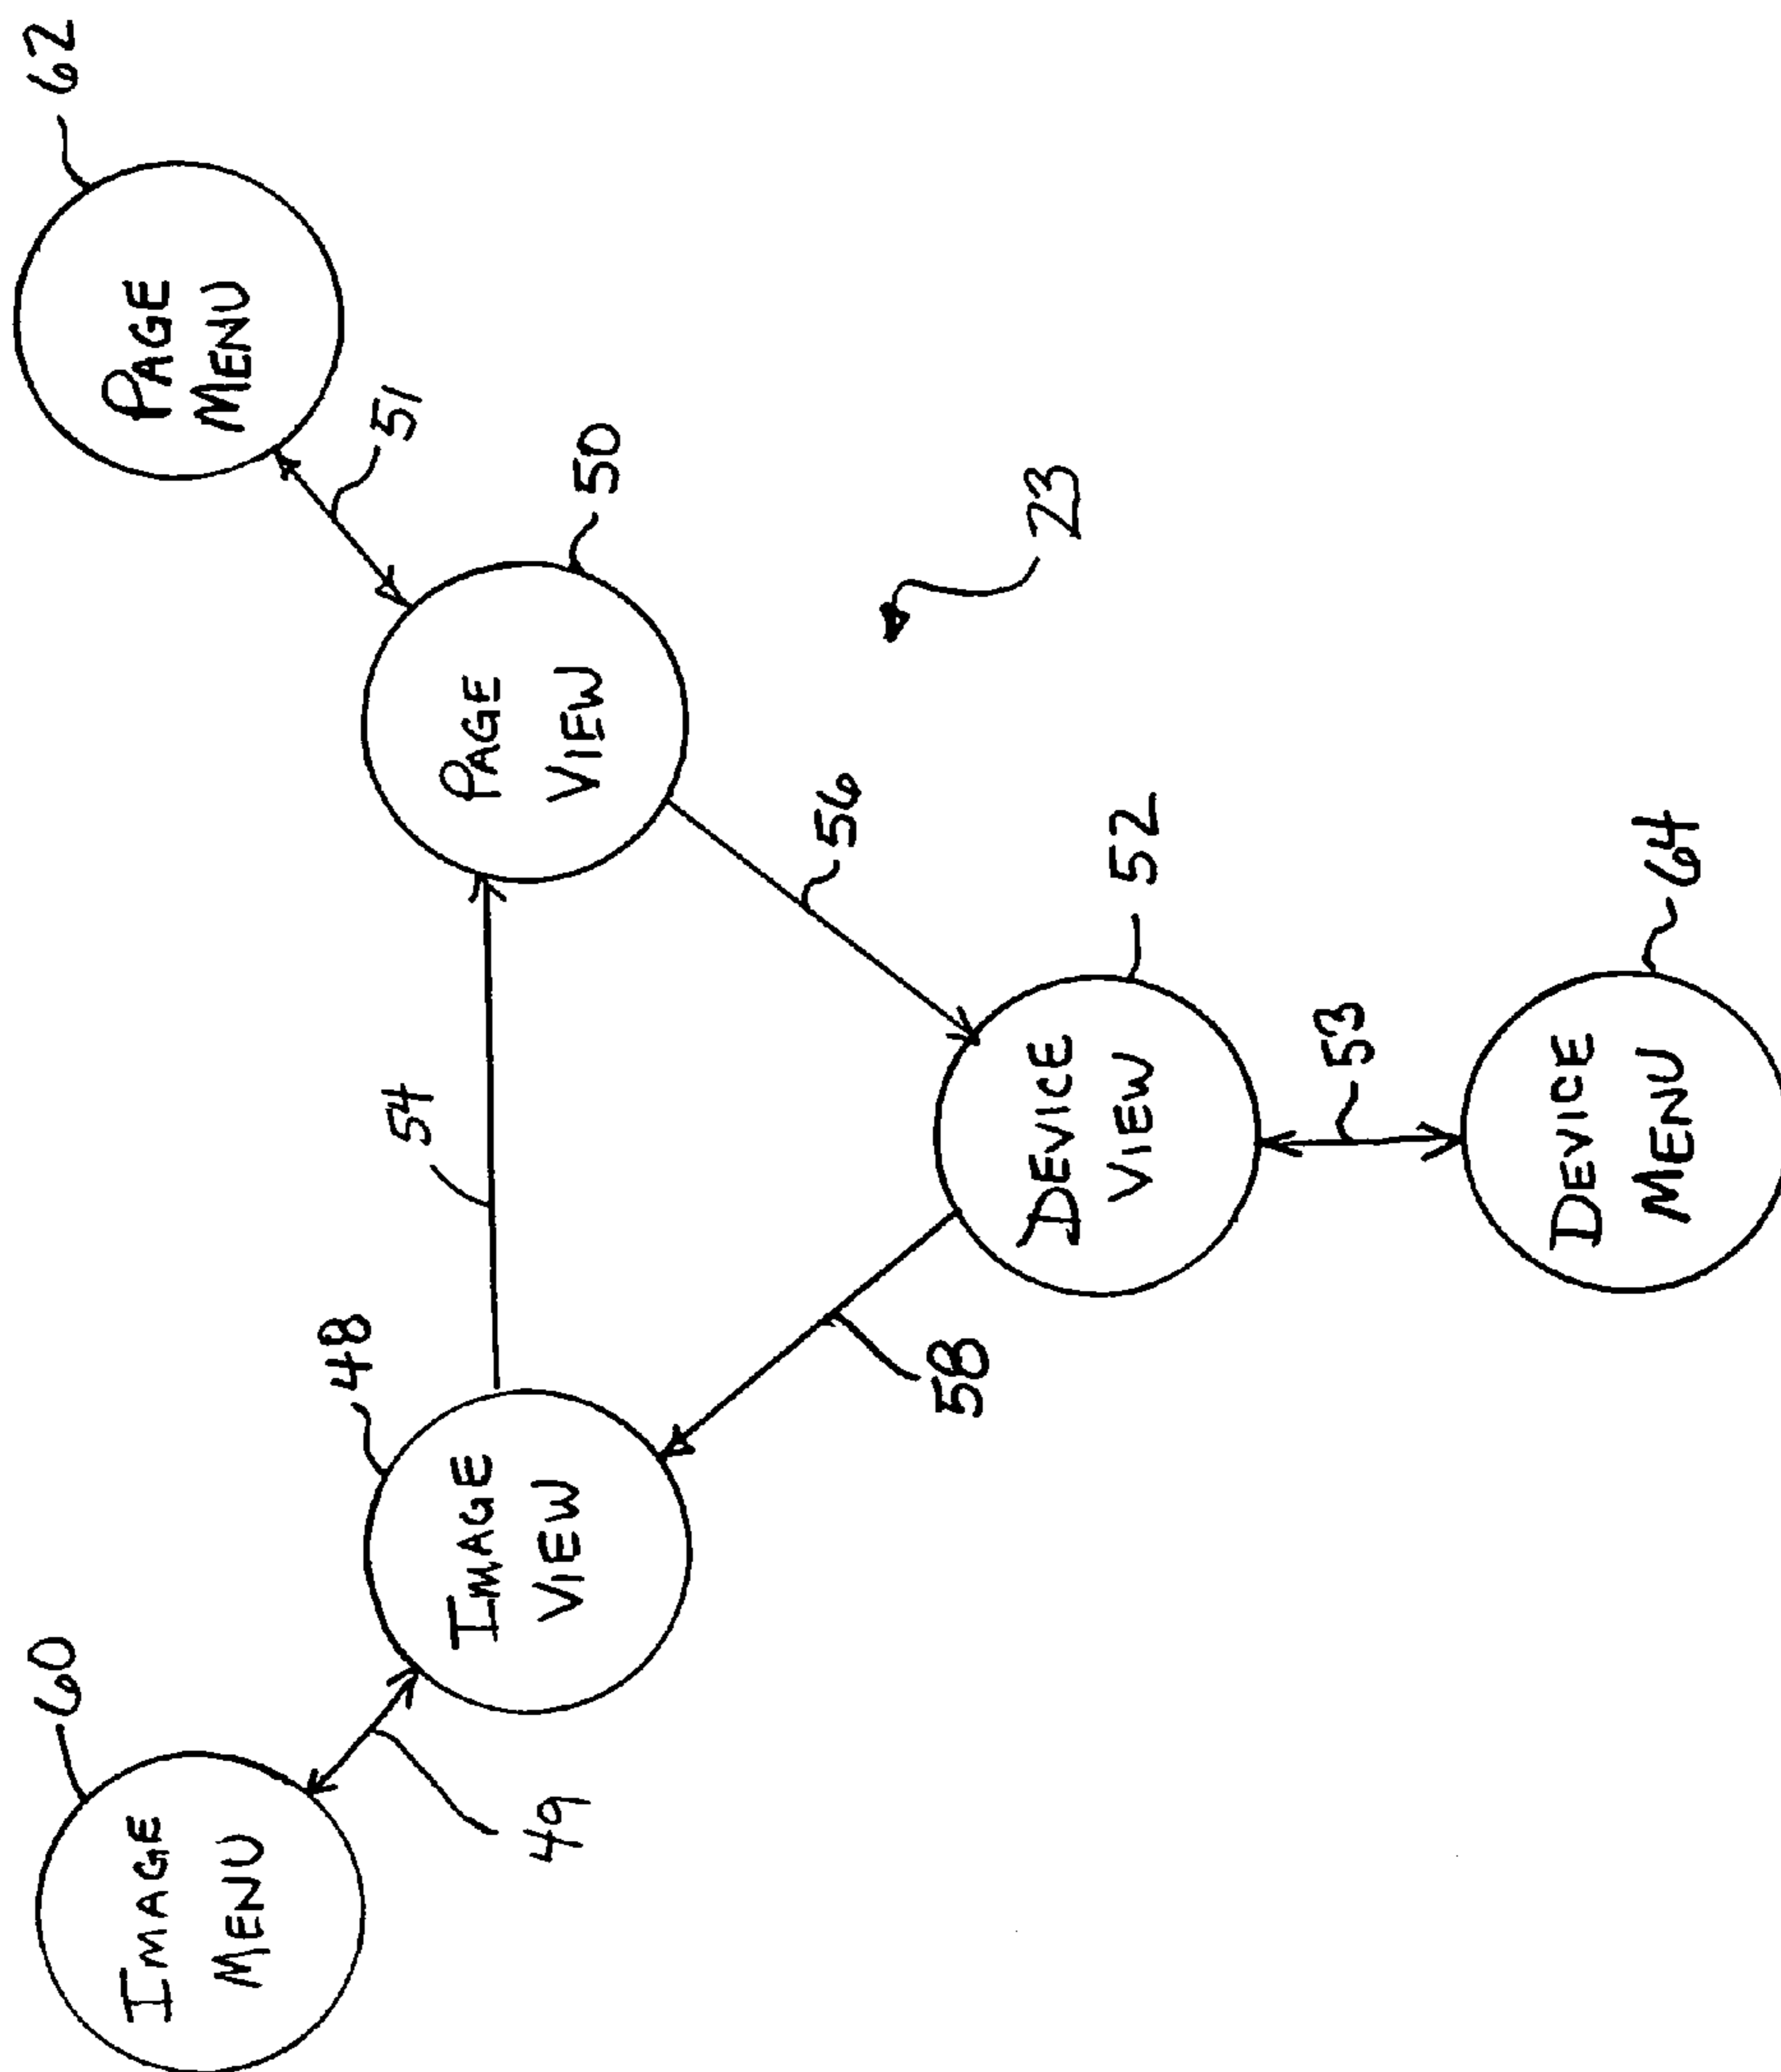 60
IMAGE
MENU
49
48
IMAGE
VIEW
54
58
PAGE
VIEW
50
51
PAGE
MENU
62
56
23
DEVICE
VIEW
52
53
DEVICE
MENU
64